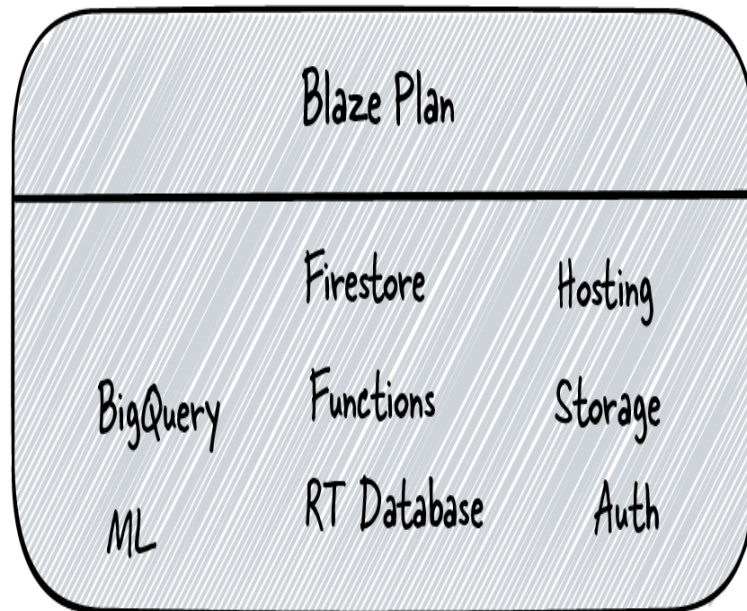 Blaze Plan
Firestore Hosting
BigQuery Functions Storage
ML RT Database Auth